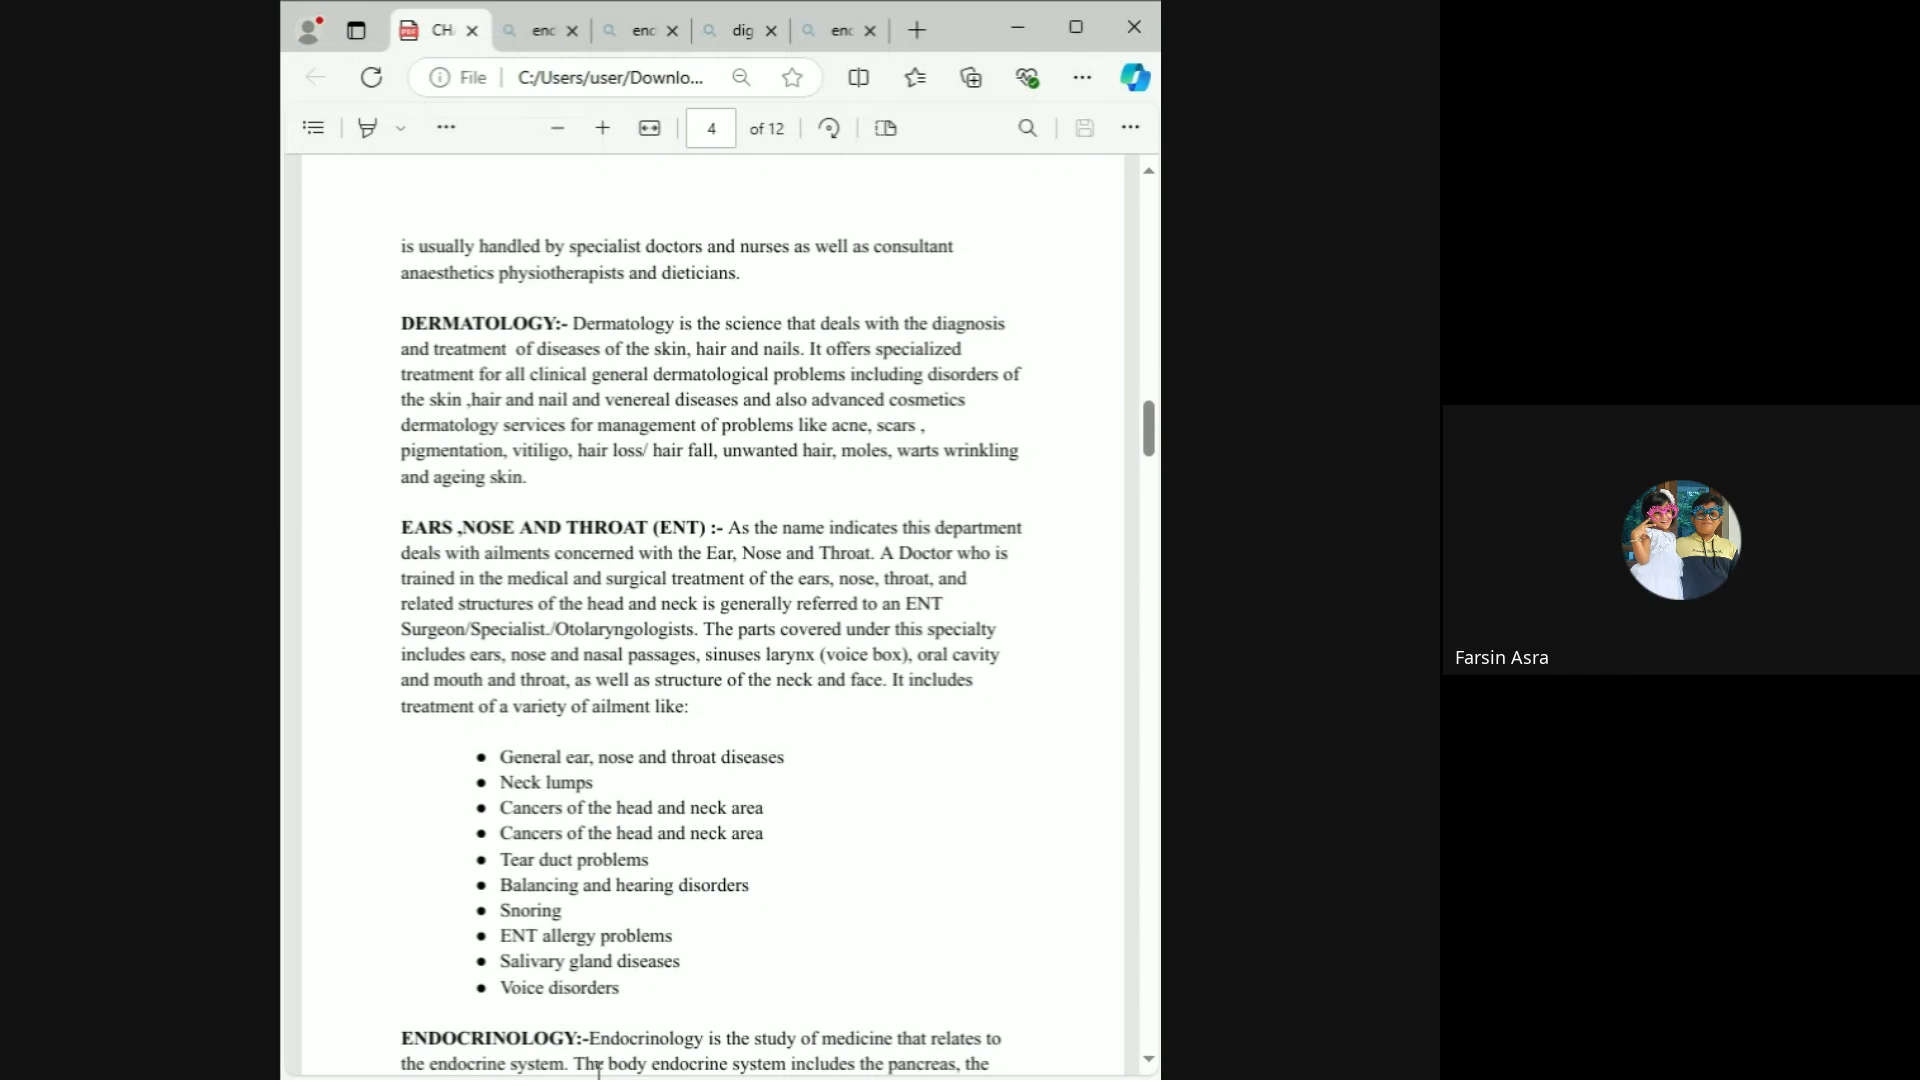 CH
enc
enc
dig
enc
File
C:/Users/user/Downlo...
4
of 12
is usually handled by specialist doctors and nurses as well as consultant
anaesthetics physiotherapists and dieticians.
DERMATOLOGY:- Dermatology is the science that deals with the diagnosis
and treatment  of diseases of the skin, hair and nails. It offers specialized
treatment for all clinical general dermatological problems including disorders of
the skin ,hair and nail and venereal diseases and also advanced cosmetics
dermatology services for management of problems like acne, scars ,
pigmentation, vitiligo, hair loss/ hair fall, unwanted hair, moles, warts wrinkling
and ageing skin.
EARS ,NOSE AND THROAT (ENT) :- As the name indicates this department
deals with ailments concerned with the Ear, Nose and Throat. A Doctor who is
trained in the medical and surgical treatment of the ears, nose, throat, and
related structures of the head and neck is generally referred to an ENT
Surgeon/Specialist./Otolaryngologists. The parts covered under this specialty
includes ears, nose and nasal passages, sinuses larynx (voice box), oral cavity
and mouth and throat, as well as structure of the neck and face. It includes
treatment of a variety of ailment like:
● General ear, nose and throat diseases
● Neck lumps
● Cancers of the head and neck area
● Cancers of the head and neck area
● Tear duct problems
● Balancing and hearing disorders
● Snoring
● ENT allergy problems
● Salivary gland diseases
● Voice disorders
ENDOCRINOLOGY:-Endocrinology is the study of medicine that relates to
the endocrine system. The body endocrine system includes the pancreas, the
Farsin Asra